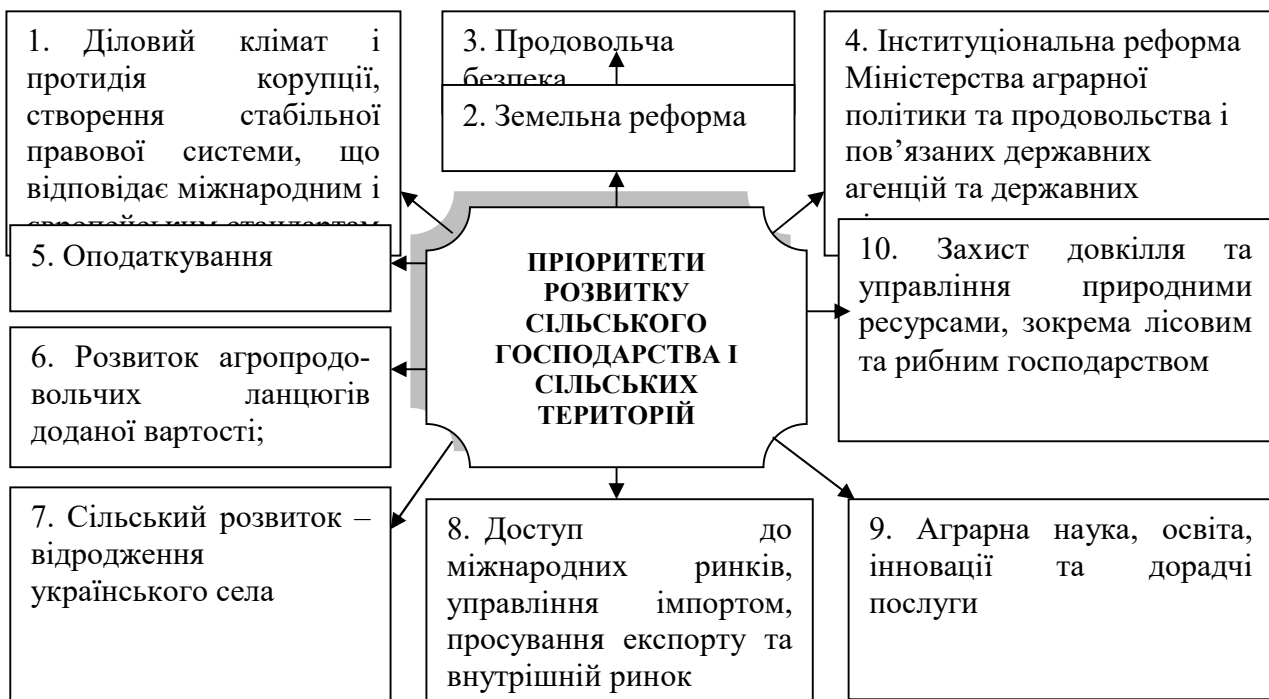 1. Діловий клімат і
протидія корупції,
створення стабільної
правової системи, що
відповідає міжнародним і
європейським стандартам
3. Продовольча
безпека
2. Земельна реформа
4. Інституціональна реформа
Міністерства аграрної
політики та продовольства і
пов’язаних державних
агенцій та державних
5. Оподаткування
ПРІОРИТЕТИ
РОЗВИТКУ
СІЛЬСЬКОГО
ГОСПОДАРСТВА І
СІЛЬСЬКИХ
ТЕРИТОРІЙ
10. Захист довкілля та
управління природними
ресурсами, зокрема лісовим
та рибним господарством
6. Розвиток агропродо-
вольчих ланцюгів
доданої вартості;
7. Сільський розвиток –
відродження
українського села
8. Доступ до
міжнародних ринків,
управління імпортом,
просування експорту та
внутрішній ринок
9. Аграрна наука, освіта,
інновації та дорадчі
послуги